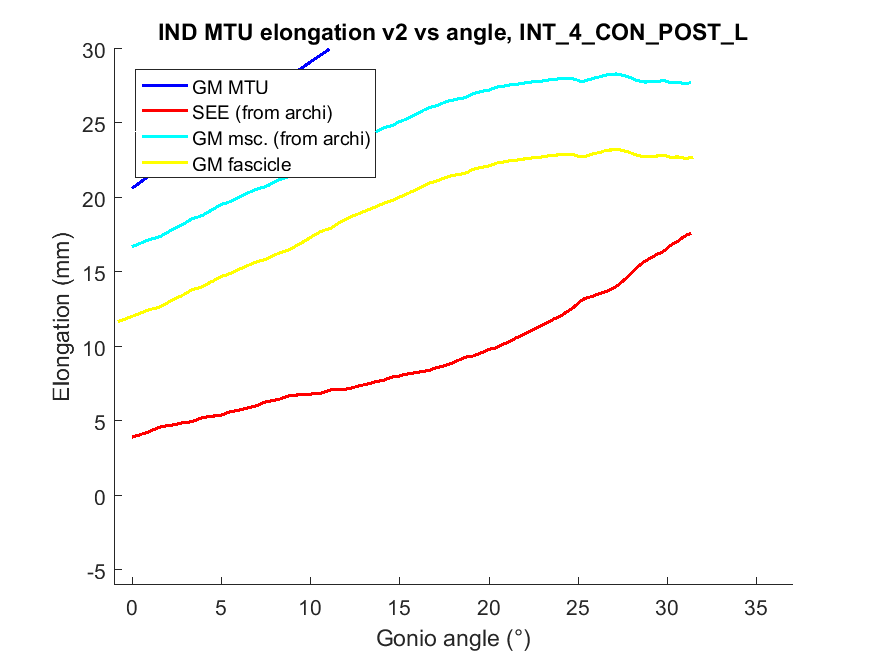 IND MTU elongation v2 vs angle, INT_4_CON_POST_L
30
25
20
15
10
5
0
-5
Elongation (mm)
GM MTU
SEE (from archi)
GM msc. (from archi)
GM fascicle
0 5 10 15 20 25 30 35
Gonio angle (°)